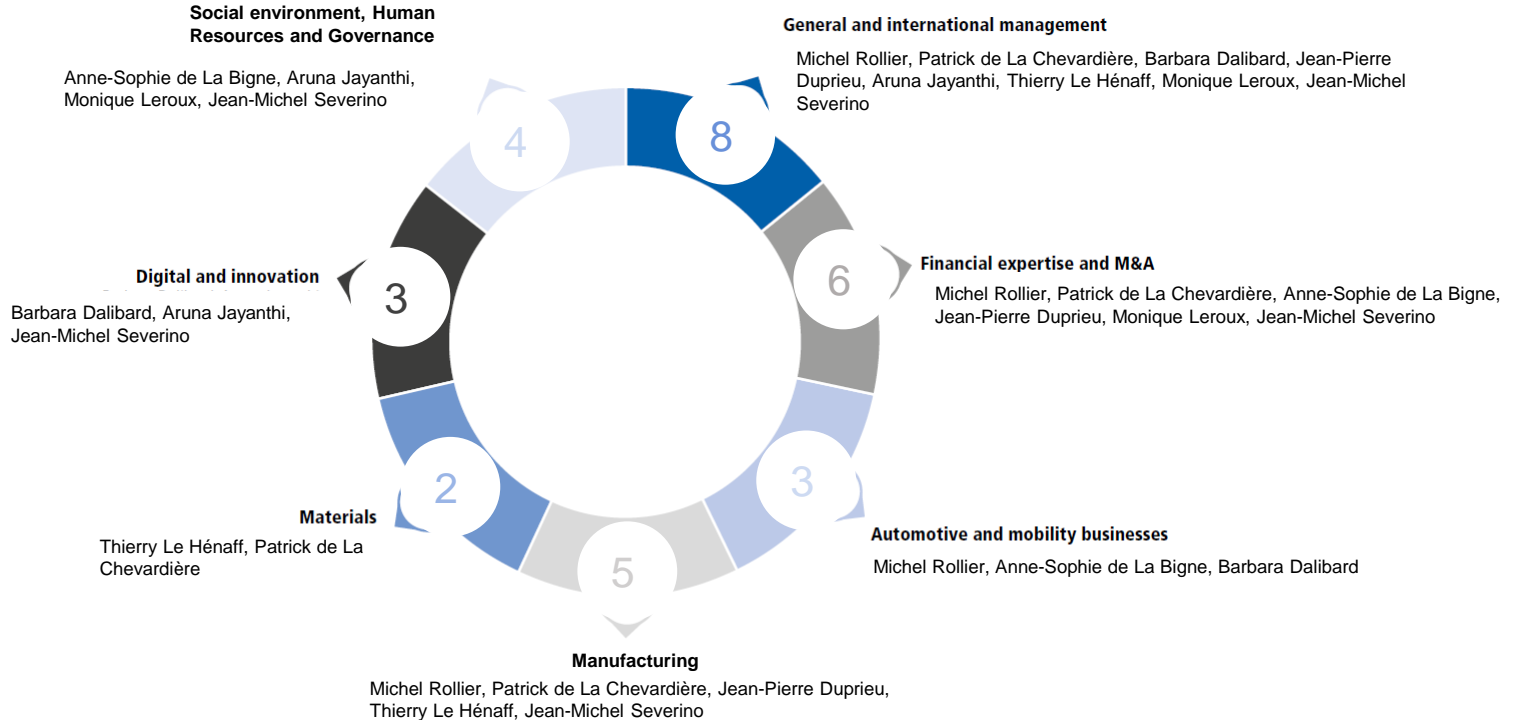 Social environment, Human
Resources and Governance
Anne-Sophie de La Bigne, Aruna Jayanthi,
Monique Leroux, Jean-Michel Severino
4
General and international management
Michel Rollier, Patrick de La Chevardière, Barbara Dalibard, Jean-Pierre
Duprieu, Aruna Jayanthi, Thierry Le Hénaff, Monique Leroux, Jean-Michel
Severino
8
Digital and innovation
Barbara Dalibard, Aruna Jayanthi,
Jean-Michel Severino
3
Financial expertise and M&A
Michel Rollier, Patrick de La Chevardière, Anne-Sophie de La Bigne,
Jean-Pierre Duprieu, Monique Leroux, Jean-Michel Severino
6
Materials
Thierry Le Hénaff, Patrick de La
Chevardière
2
Automotive and mobility businesses
Michel Rollier, Anne-Sophie de La Bigne, Barbara Dalibard
3
5
Manufacturing
Michel Rollier, Patrick de La Chevardière, Jean-Pierre Duprieu,
Thierry Le Hénaff, Jean-Michel Severino